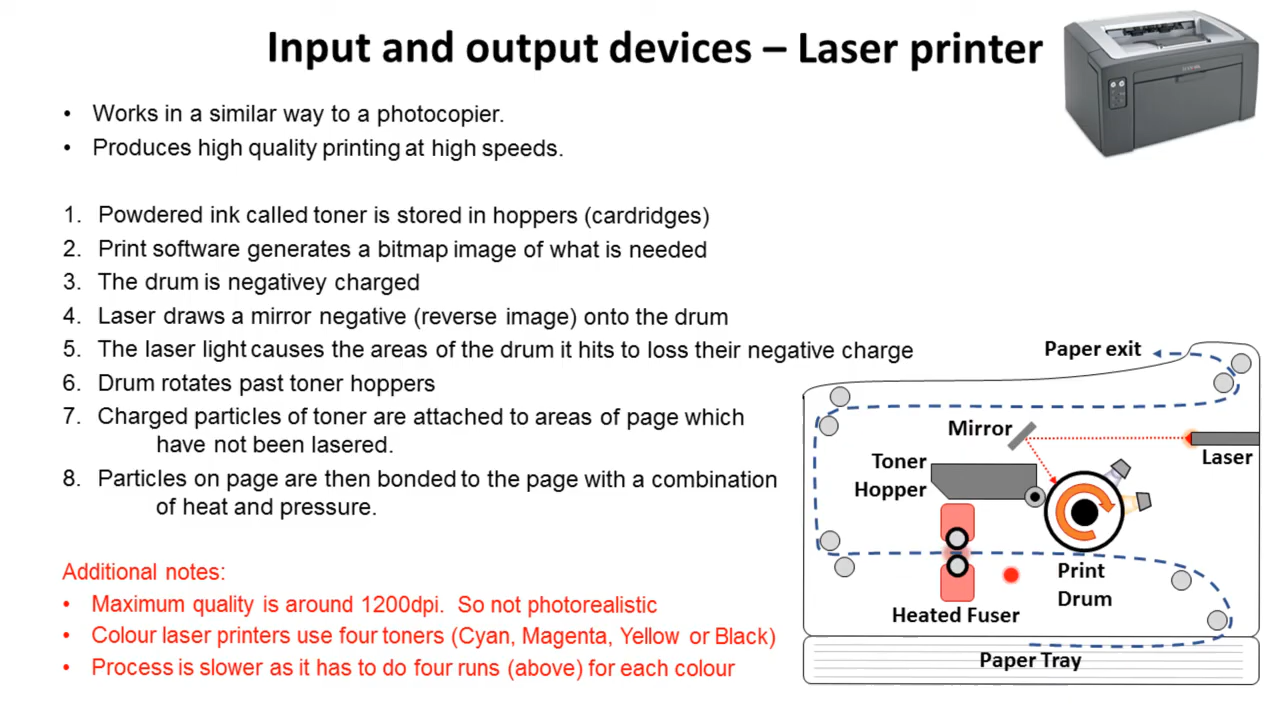 Input and output devices – Laser printer
• Works in a similar way to a photocopier.
• Produces high quality printing at high speeds.
1. Powdered ink called toner is stored in hoppers (cardridges)
2. Print software generates a bitmap image of what is needed
3. The drum is negativey charged
4. Laser draws a mirror negative (reverse image) onto the drum
5. The laser light causes the areas of the drum it hits to loss their negative charge
6. Drum rotates past toner hoppers
7. Charged particles of toner are attached to areas of page which
have not been lasered.
8. Particles on page are then bonded to the page with a combination
of heat and pressure.
Additional notes:
• Maximum quality is around 1200dpi. So not photorealistic
• Colour laser printers use four toners (Cyan, Magenta, Yellow or Black)
• Process is slower as it has to do four runs (above) for each colour
Paper exit
Mirror
Laser
Toner
Hopper
Print
Drum
Heated Fuser
Paper Tray